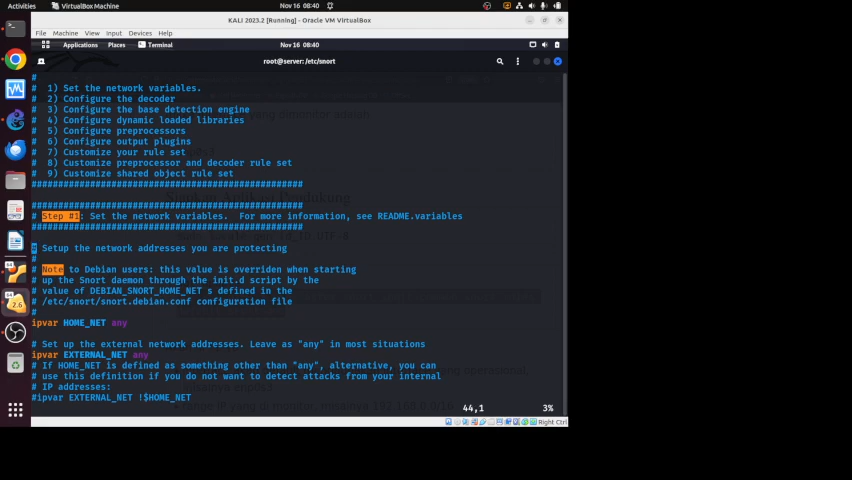 Activities VirtualBox Machine Nov 16 08:40
KALI 2023.2 [Running] - Oracle VM VirtualBox
File Machine View Input Devices Help
Applications Places Terminal Nov 16 08:40
root@server: /etc/snort
#
# 1) Set the network variables.
# 2) Configure the decoder
# 3) Configure the base detection engine
# 4) Configure dynamic loaded libraries
# 5) Configure preprocessors
# 6) Configure output plugins
# 7) Customize your rule set
# 8) Customize preprocessor and decoder rule set
# 9) Customize shared object rule set
###################################################
###################################################
# Step #1: Set the network variables. For more information, see README.variables
###################################################
# Setup the network addresses you are protecting
#
# Note to Debian users: this value is overriden when starting
# up the Snort daemon through the init.d script by the
# value of DEBIAN_SNORT_HOME_NET s defined in the
# /etc/snort/snort.debian.conf configuration file
#
ipvar HOME_NET any
# Set up the external network addresses. Leave as "any" in most situations
ipvar EXTERNAL_NET any
# If HOME_NET is defined as something other than "any", alternative, you can
# use this definition if you do not want to detect attacks from your internal
# IP addresses:
#ipvar EXTERNAL_NET !$HOME_NET
44,1 3%
Right Ctrl